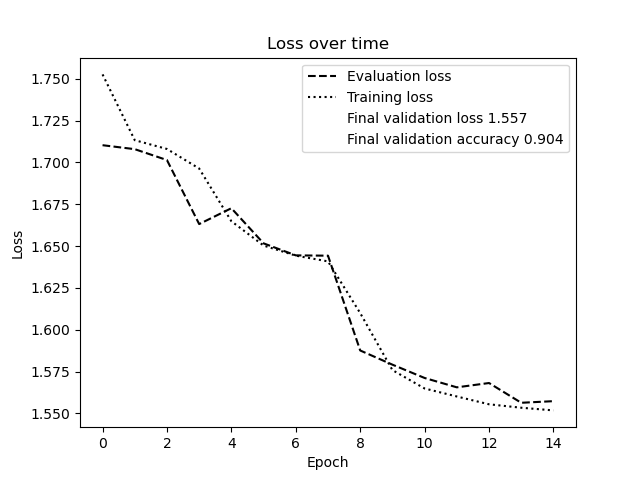 Loss over time
Evaluation loss
Training loss
Final validation loss 1.557
Final validation accuracy 0.904
1.750
1.725
1.700
1.675
1.650
1.625
1.600
1.575
1.550
Loss
0 2 4 6 8 10 12 14
Epoch